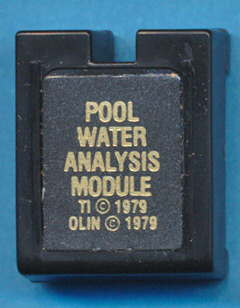 POOL
WATER
ANALYSIS
MODULE
TI © 1979
OLIN © 1979